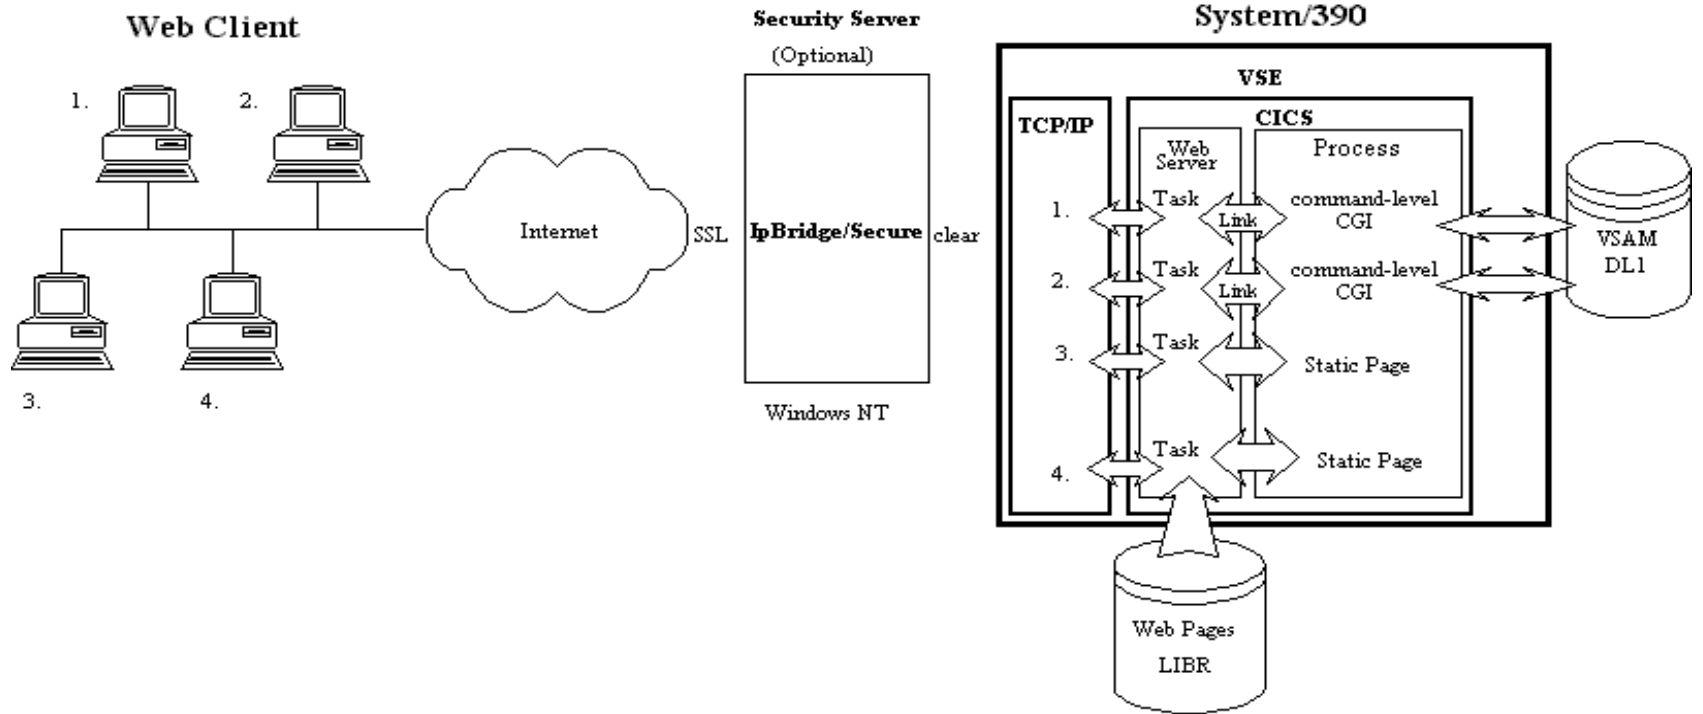 Web Client
1.
2.
3.
4.
Internet
SSL
Security Server
(Optional)
IpBridge/Secure
Windows NT
clear
System/390
VSE
TCP/IP
CICS
Web
Server
Process
1.
Task
Link
command-level
CGI
2.
Task
Link
command-level
CGI
3.
Task
Static Page
4.
Task
Static Page
VSAM
DL1
Web Pages
LIBR